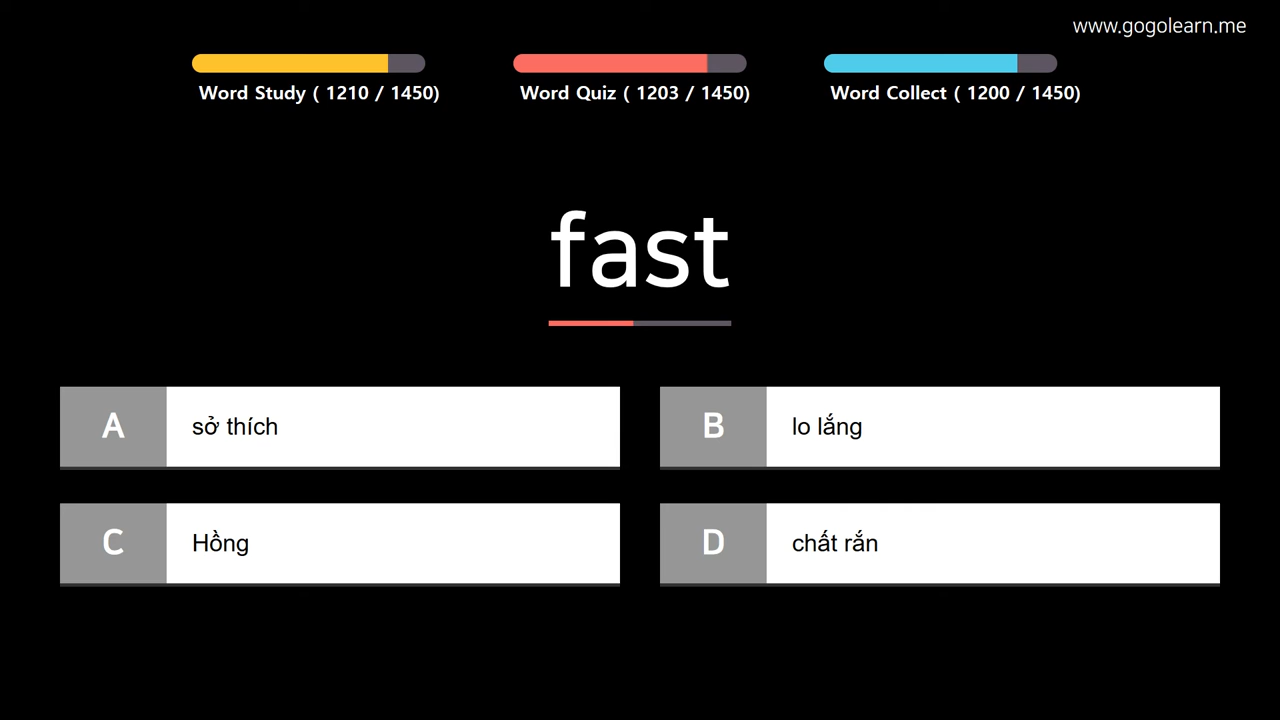 www.gogolearn.me
Word Study ( 1210 / 1450)
Word Quiz ( 1203 / 1450)
Word Collect ( 1200 / 1450)
fast
A sở thích
B lo lắng
C Hồng
D chất rắn